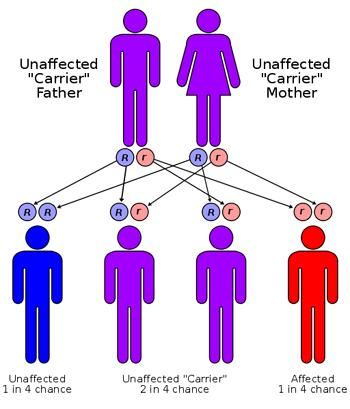 Unaffected
"Carrier"
Father
Unaffected
"Carrier"
Mother
R r R r
R R R r R r r r
Unaffected
1 in 4 chance
Unaffected "Carrier"
2 in 4 chance
Affected
1 in 4 chance